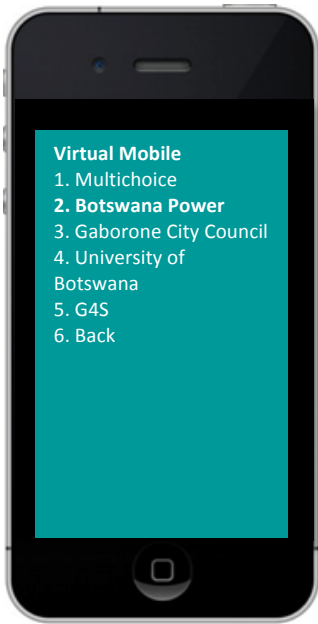 Virtual Mobile
1. Multichoice
2. Botswana Power
3. Gaborone City Council
4. University of
Botswana
5. G4S
6. Back